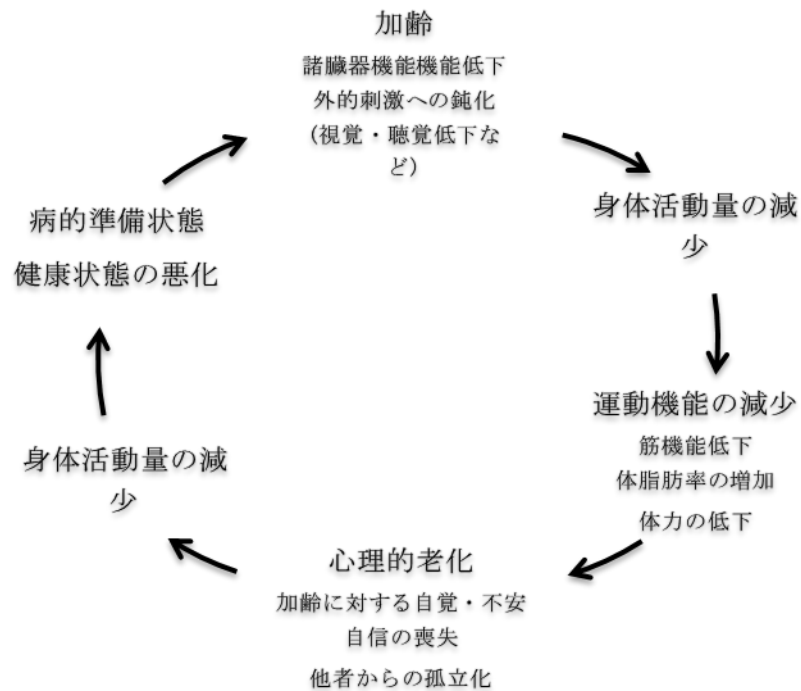 加齢
諸臓器機能機能低下
外的刺激への鈍化
(視覚・聴覚低下な
ど)
身体活動量の減
少
運動機能の減少
筋機能低下
体脂肪率の増加
体力の低下
心理的老化
加齢に対する自覚・不安
自信の喪失
他者からの孤立化
身体活動量の減
少
病的準備状態
健康状態の悪化